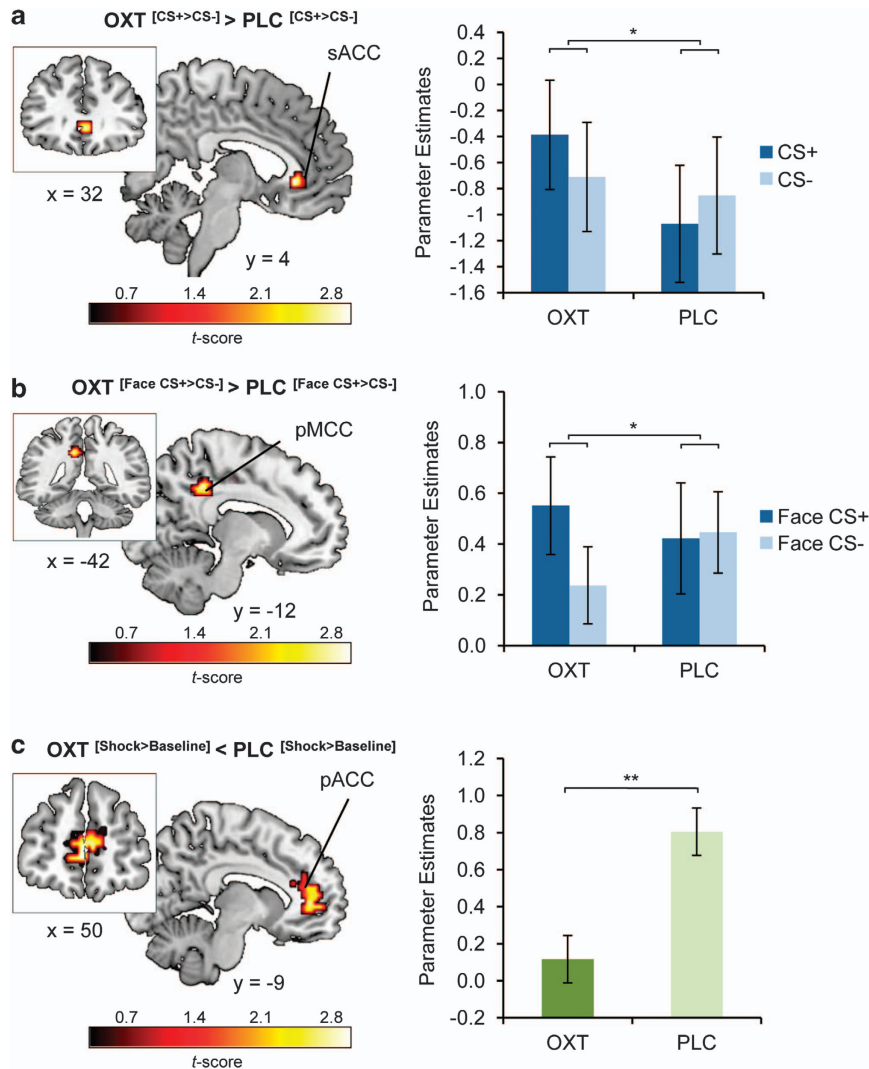 a
OXT [CS+>CS-] > PLC [CS+>CS-]
sACC
x = 32
y = 4
0.7 1.4 2.1 2.8
t-score
Parameter Estimates
0.4
0.2
0
-0.2
-0.4
-0.6
-0.8
-1
-1.2
-1.4
-1.6
*
OXT PLC
CS+
CS-
b
OXT [Face CS+>CS-] > PLC [Face CS+>CS-]
pMCC
x = -42
y = -12
0.7 1.4 2.1 2.8
t-score
Parameter Estimates
1.0
0.8
0.6
0.4
0.2
0.0
*
OXT PLC
Face CS+
Face CS-
c
OXT [Shock>Baseline] < PLC [Shock>Baseline]
pACC
x = 50
y = -9
0.7 1.4 2.1 2.8
t-score
Parameter Estimates
1.2
1.0
0.8
0.6
0.4
0.2
0.0
-0.2
**
OXT PLC